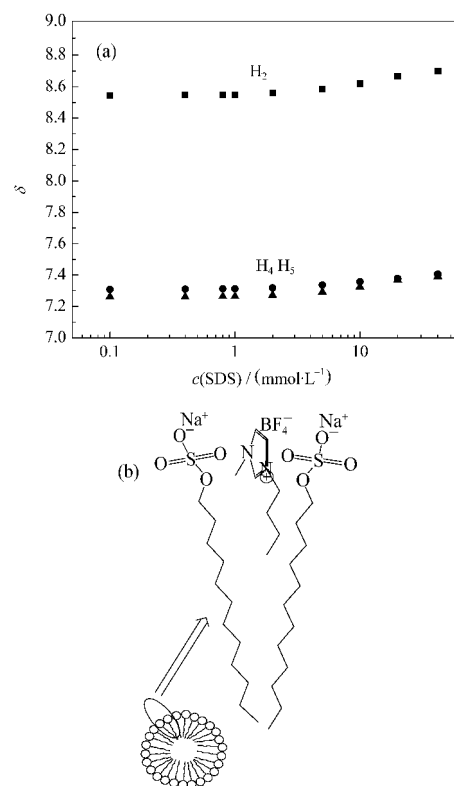 9.0
(a)
8.8
8.6
H₂
8.4
8.2
δ
8.0
7.8
7.6
7.4
H₄ H₅
7.2
7.0
0.1 1 10
c(SDS) / (mmol·L⁻¹)
(b)
Na⁺ BF₄⁻ Na⁺
O⁻ O⁻
N
O S O O S O
N
⊕
O O